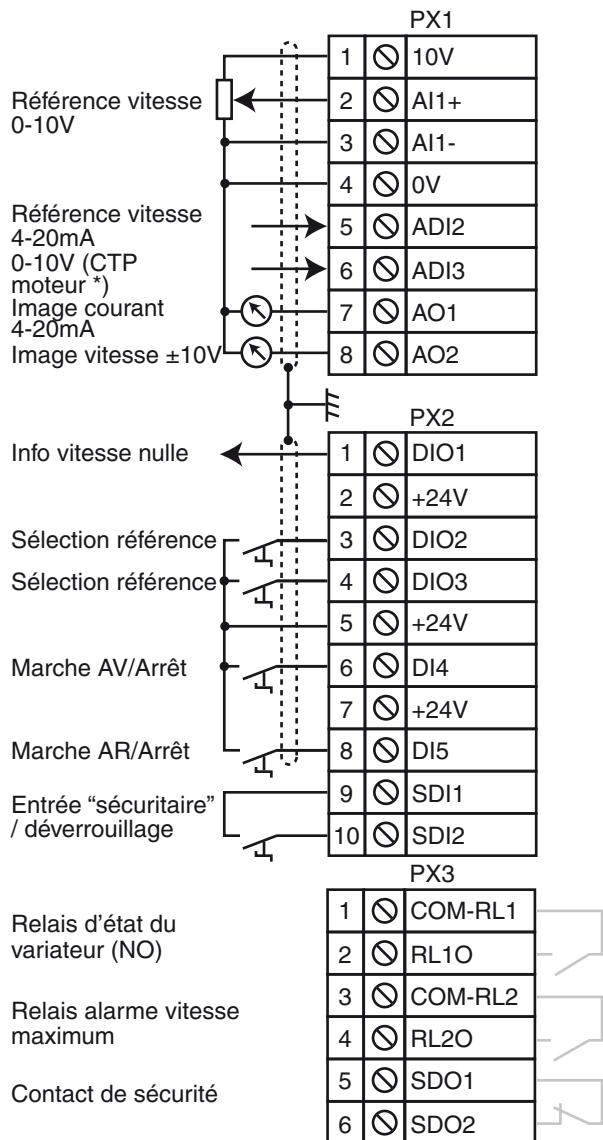 PX1
1 10V
Référence vitesse 2 AI1+
0-10V
3 AI1-
4 0V
Référence vitesse 5 ADI2
4-20mA
0-10V (CTP 6 ADI3
moteur *)
Image courant 7 AO1
4-20mA
Image vitesse ±10V 8 AO2
PX2
Info vitesse nulle 1 DIO1
2 +24V
Sélection référence 3 DIO2
Sélection référence 4 DIO3
5 +24V
Marche AV/Arrêt 6 DI4
7 +24V
Marche AR/Arrêt 8 DI5
Entrée “sécuritaire” 9 SDI1
/ déverrouillage 10 SDI2
PX3
1 COM-RL1
Relais d’état du
variateur (NO) 2 RL1O
3 COM-RL2
Relais alarme vitesse
maximum 4 RL2O
5 SDO1
Contact de sécurité
6 SDO2